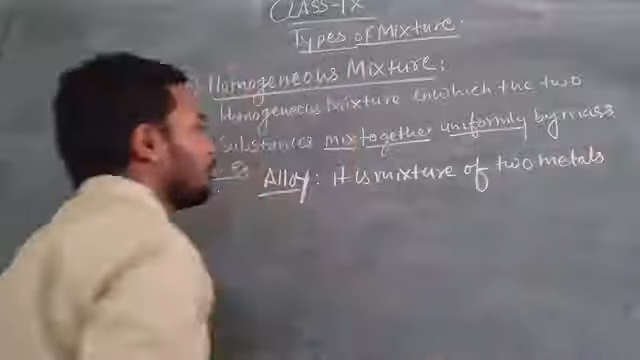 CLASS-IX
Types of Mixture.
Homogeneous Mixture:
Homogeneous mixture in which the two
substances mix together uniformly by mass
Alloy: It is mixture of two metals